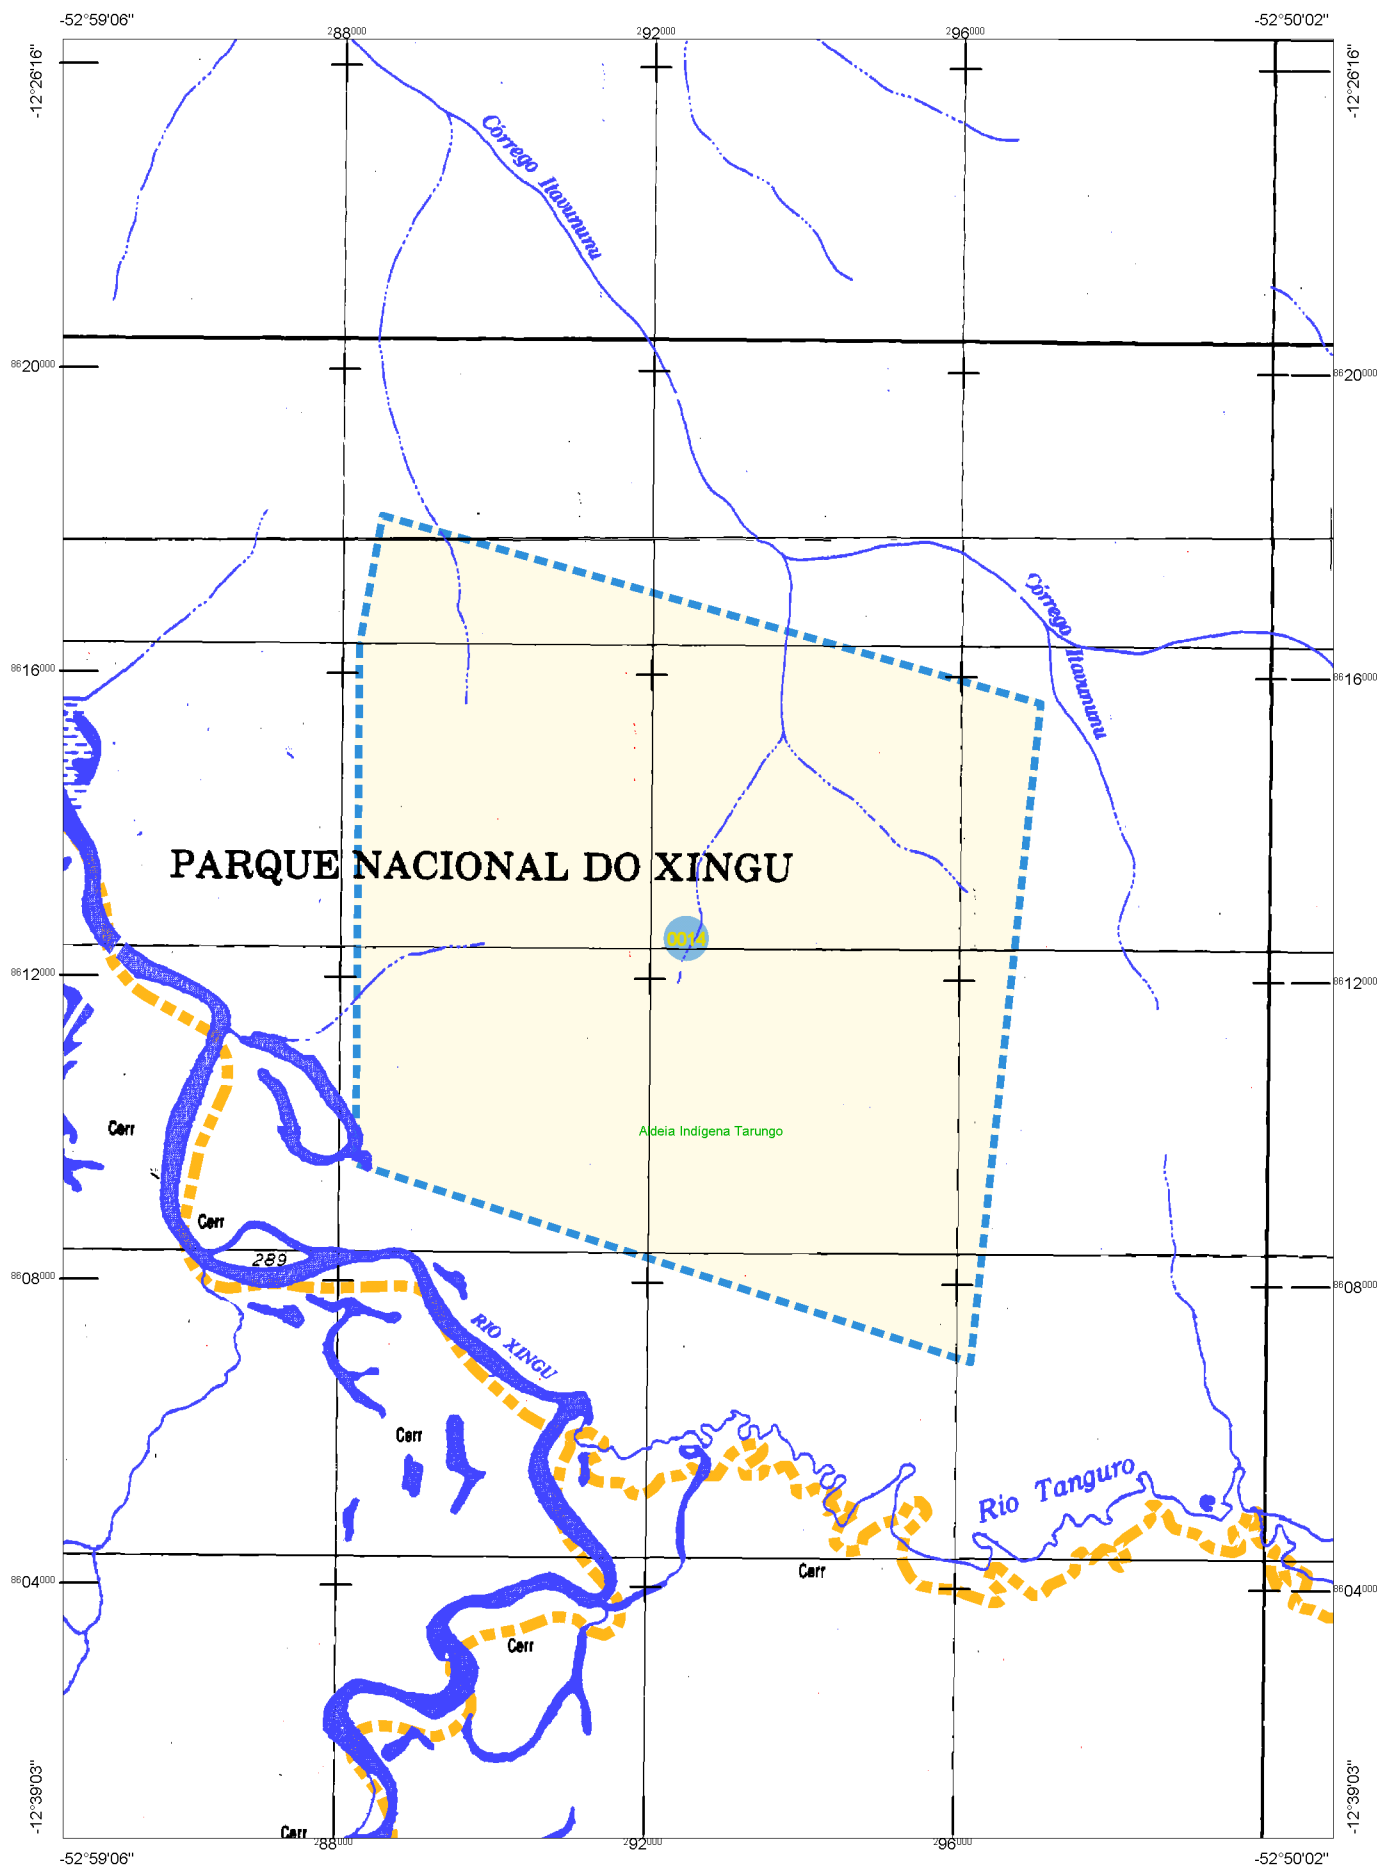 -52°59'06"
-52°50'02"
288000
292000
296000
-12°26'16"
-12°26'16"
Córrego Itavununu
8620000
8620000
Córrego Itavununu
8616000
8616000
PARQUE NACIONAL DO XINGU
0014
8612000
8612000
Cerr
Aldeia Indígena Tarungo
Cerr
289
8608000
8608000
RIO XINGU
Cerr
Rio Tanguro
Cerr
8604000
8604000
Cerr
-12°39'03"
-12°39'03"
Cerr
288000
292000
296000
-52°59'06"
-52°50'02"